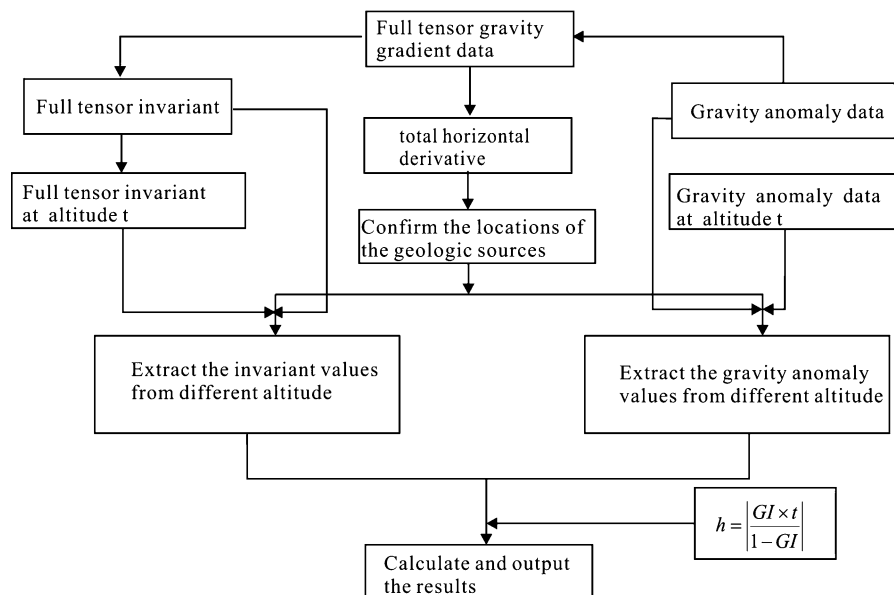 Full tensor gravity
gradient data
Full tensor invariant
Gravity anomaly data
total horizontal
derivative
Full tensor invariant
at altitude t
Gravity anomaly data
at altitude t
Confirm the locations of
the geologic sources
Extract the invariant values
from different altitude
Extract the gravity anomaly
values from different altitude
h = |GI × t / 1 − GI|
Calculate and output
the results